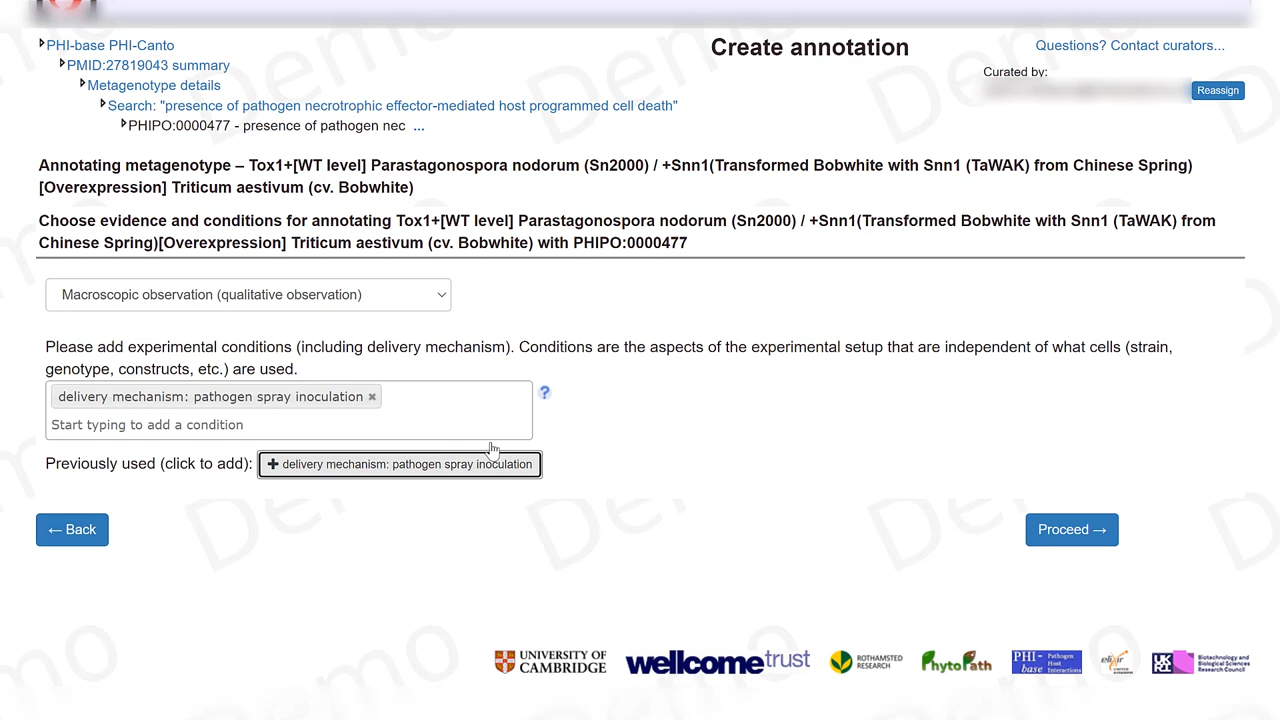 PHI-base PHI-Canto
PMID:27819043 summary
Metagenotype details
Search: "presence of pathogen necrotrophic effector-mediated host programmed cell death"
PHIPO:0000477 - presence of pathogen nec ...
Create annotation
Questions? Contact curators...
Curated by:
Reassign
Annotating metagenotype – Tox1+[WT level] Parastagonospora nodorum (Sn2000) / +Snn1(Transformed Bobwhite with Snn1 (TaWAK) from Chinese Spring)
[Overexpression] Triticum aestivum (cv. Bobwhite)
Choose evidence and conditions for annotating Tox1+[WT level] Parastagonospora nodorum (Sn2000) / +Snn1(Transformed Bobwhite with Snn1 (TaWAK) from
Chinese Spring)[Overexpression] Triticum aestivum (cv. Bobwhite) with PHIPO:0000477
Macroscopic observation (qualitative observation)
Please add experimental conditions (including delivery mechanism). Conditions are the aspects of the experimental setup that are independent of what cells (strain,
genotype, constructs, etc.) are used.
delivery mechanism: pathogen spray inoculation ×
Start typing to add a condition
?
Previously used (click to add): + delivery mechanism: pathogen spray inoculation
← Back
Proceed →
UNIVERSITY OF
CAMBRIDGE
wellcome trust
ROTHAMSTED
RESEARCH
PhytoPath
PHI-base Pathogen Host Interactions
elixir
Biotechnology and
Biological Sciences
Research Council
Demo